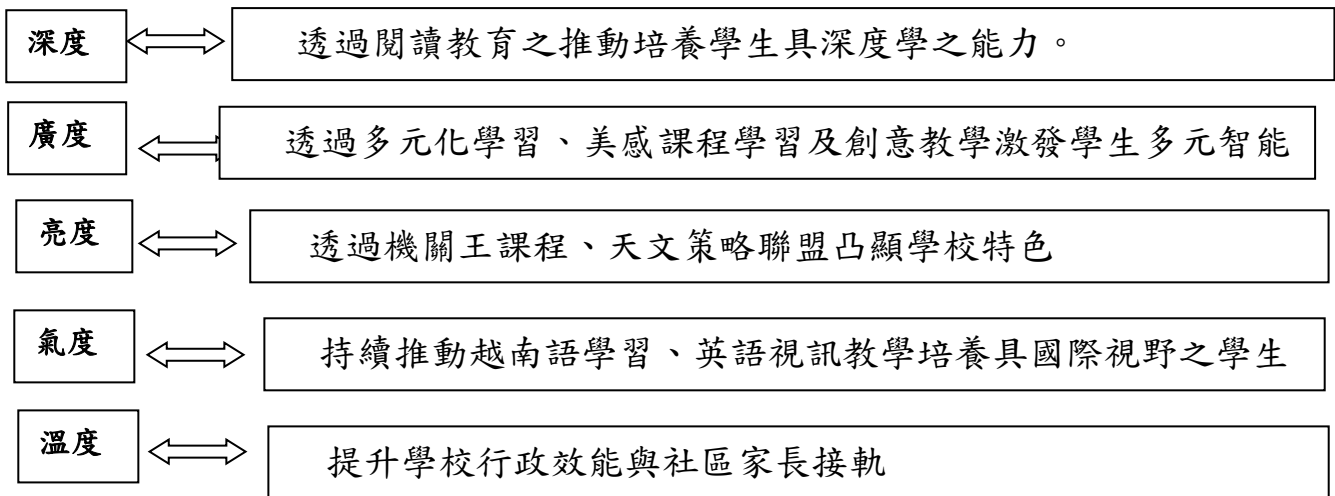 深度
透過閱讀教育之推動培養學生具深度學之能力。
廣度
透過多元化學習、美感課程學習及創意教學激發學生多元智能
亮度
透過機關王課程、天文策略聯盟凸顯學校特色
氣度
持續推動越南語學習、英語視訊教學培養具國際視野之學生
溫度
提升學校行政效能與社區家長接軌